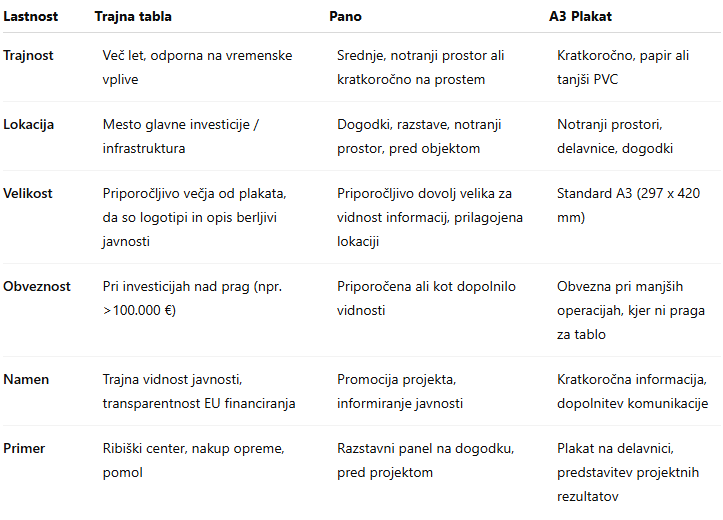 Lastnost Trajna tabla Pano A3 Plakat
Trajnost Več let, odporna na vremenske Srednje, notranji prostor ali Kratkoročno, papir ali
vplive kratkoročno na prostem tanjši PVC
Lokacija Mesto glavne investicije / Dogodki, razstave, notranji Notranji prostori,
infrastruktura prostor, pred objektom delavnice, dogodki
Velikost Priporočljivo večja od plakata, Priporočljivo dovolj velika za Standard A3 (297 x 420
da so logotipi in opis berljivi vidnost informacij, prilagojena mm)
javnosti lokaciji
Obveznost Pri investicijah nad prag (npr. Priporočena ali kot dopolnilo Obvezna pri manjših
>100.000 €) vidnosti operacijah, kjer ni praga
za tablo
Namen Trajna vidnost javnosti, Promocija projekta, Kratkoročna informacija,
transparentnost EU financiranja informiranje javnosti dopolnitev komunikacije
Primer Ribiški center, nakup opreme, Razstavni panel na dogodku, Plakat na delavnici,
pomol pred projektom predstavitev projektnih
rezultatov